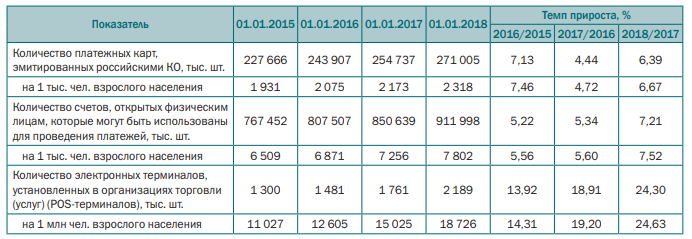 Показатель 01.01.2015 01.01.2016 01.01.2017 01.01.2018 Темп прироста, %
2016/2015 2017/2016 2018/2017
Количество платежных карт,
эмитированных российскими КО, тыс. шт. 227 666 243 907 254 737 271 005 7,13 4,44 6,39
на 1 тыс. чел. взрослого населения 1 931 2 075 2 173 2 318 7,46 4,72 6,67
Количество счетов, открытых физическим
лицам, которые могут быть использованы 767 452 807 507 850 639 911 998 5,22 5,34 7,21
для проведения платежей, тыс. шт.
на 1 тыс. чел. взрослого населения 6 509 6 871 7 256 7 802 5,56 5,60 7,52
Количество электронных терминалов,
установленных в организациях торговли 1 300 1 481 1 761 2 189 13,92 18,91 24,30
(услуг) (POS-терминалов), тыс. шт.
на 1 млн чел. взрослого населения 11 027 12 605 15 025 18 726 14,31 19,20 24,63